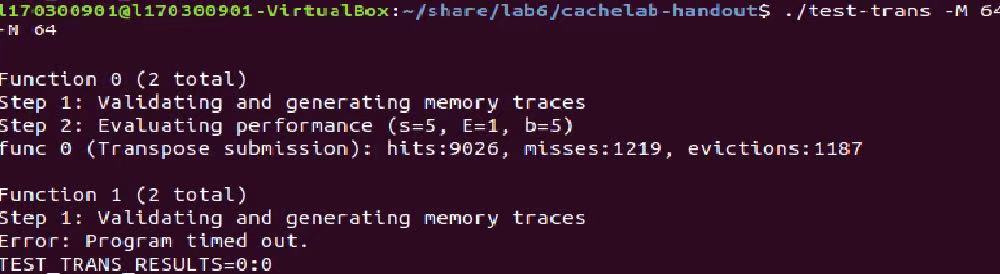 l170300901@l170300901-VirtualBox:~/share/lab6/cachelab-handout$ ./test-trans -M 64
-M 64
Function 0 (2 total)
Step 1: Validating and generating memory traces
Step 2: Evaluating performance (s=5, E=1, b=5)
func 0 (Transpose submission): hits:9026, misses:1219, evictions:1187
Function 1 (2 total)
Step 1: Validating and generating memory traces
Error: Program timed out.
TEST_TRANS_RESULTS=0:0